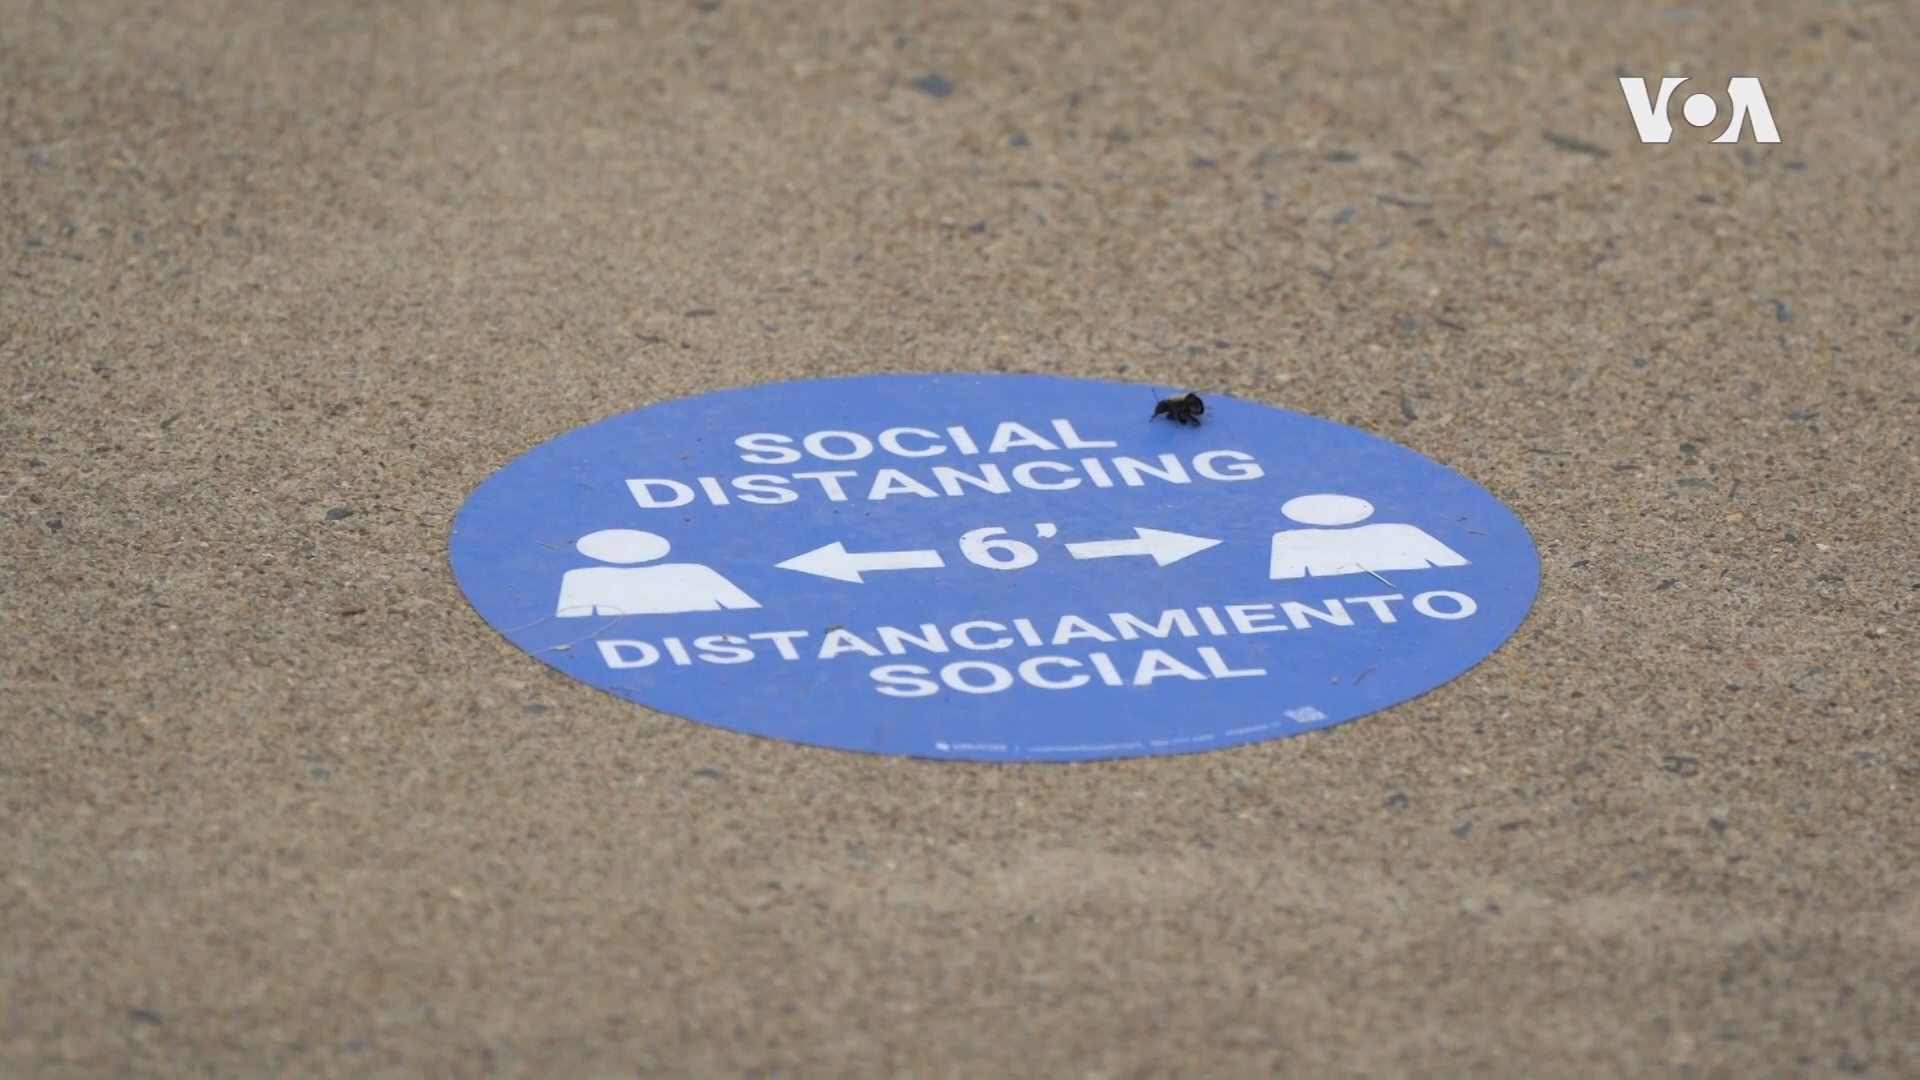 VOA
SOCIAL
DISTANCING
6'
DISTANCIAMIENTO
SOCIAL